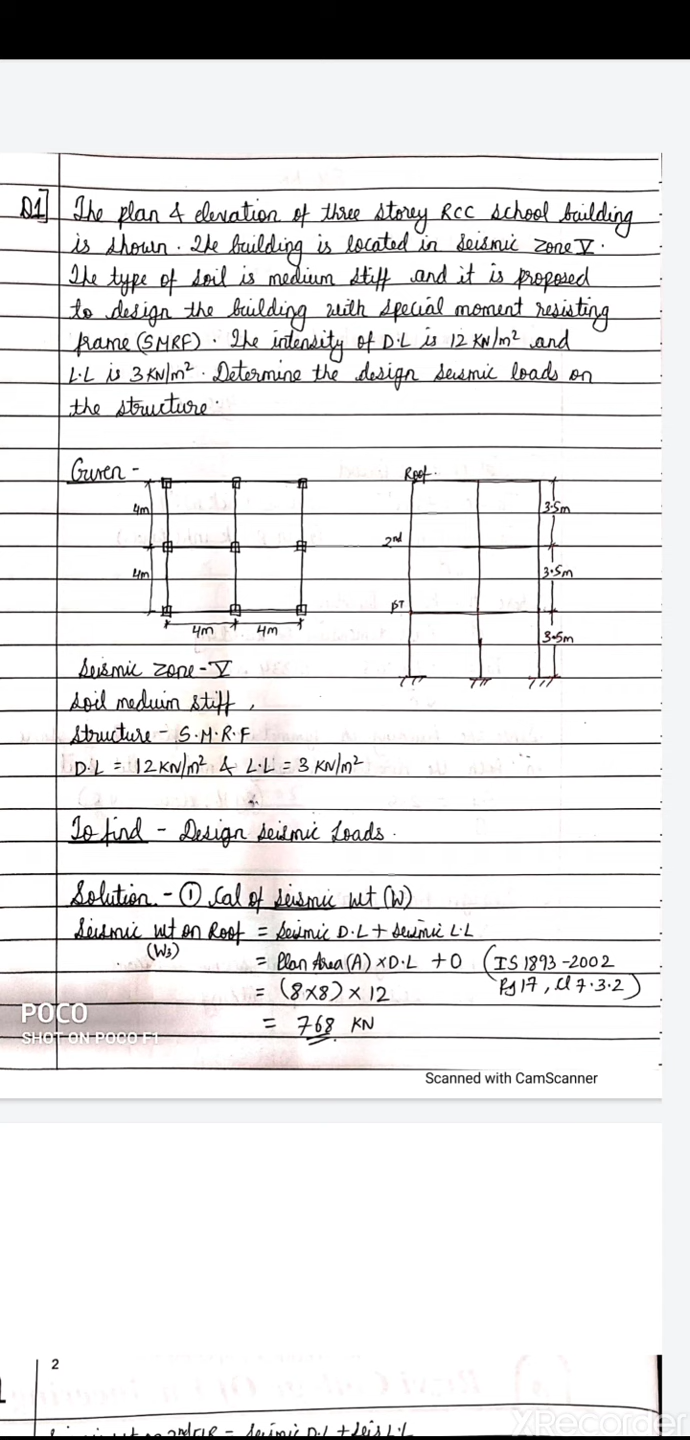 Q1] The plan & elevation of three storey RCC school building
is shown. The building is located in seismic zone V.
The type of soil is medium stiff and it is proposed
to design the building with special moment resisting
frame (SMRF). The intensity of D.L is 12 KN/m² and
L.L is 3 KN/m². Determine the design seismic loads on
the structure.
Given -
4m
4m
4m
4m
Roof.
2nd
1st
3.5m
3.5m
3.5m
Seismic zone - V
Soil meduim stiff,
Structure - S.M.R.F
D.L = 12 KN/m² & L.L = 3 KN/m²
To find - Design seismic Loads.
Solution - ① Cal of seismic wt (W)
Seismic wt on Roof = Seismic D.L + Seismic L.L
(W₃)
= Plan Area (A) × D.L + 0 (IS 1893-2002
Pg 17, Cl 7.3.2)
= (8×8) × 12
= 768 KN
POCO
SHOT ON POCO F1
Scanned with CamScanner
2
= Seismic D.L + Seis L.L
XRecorder